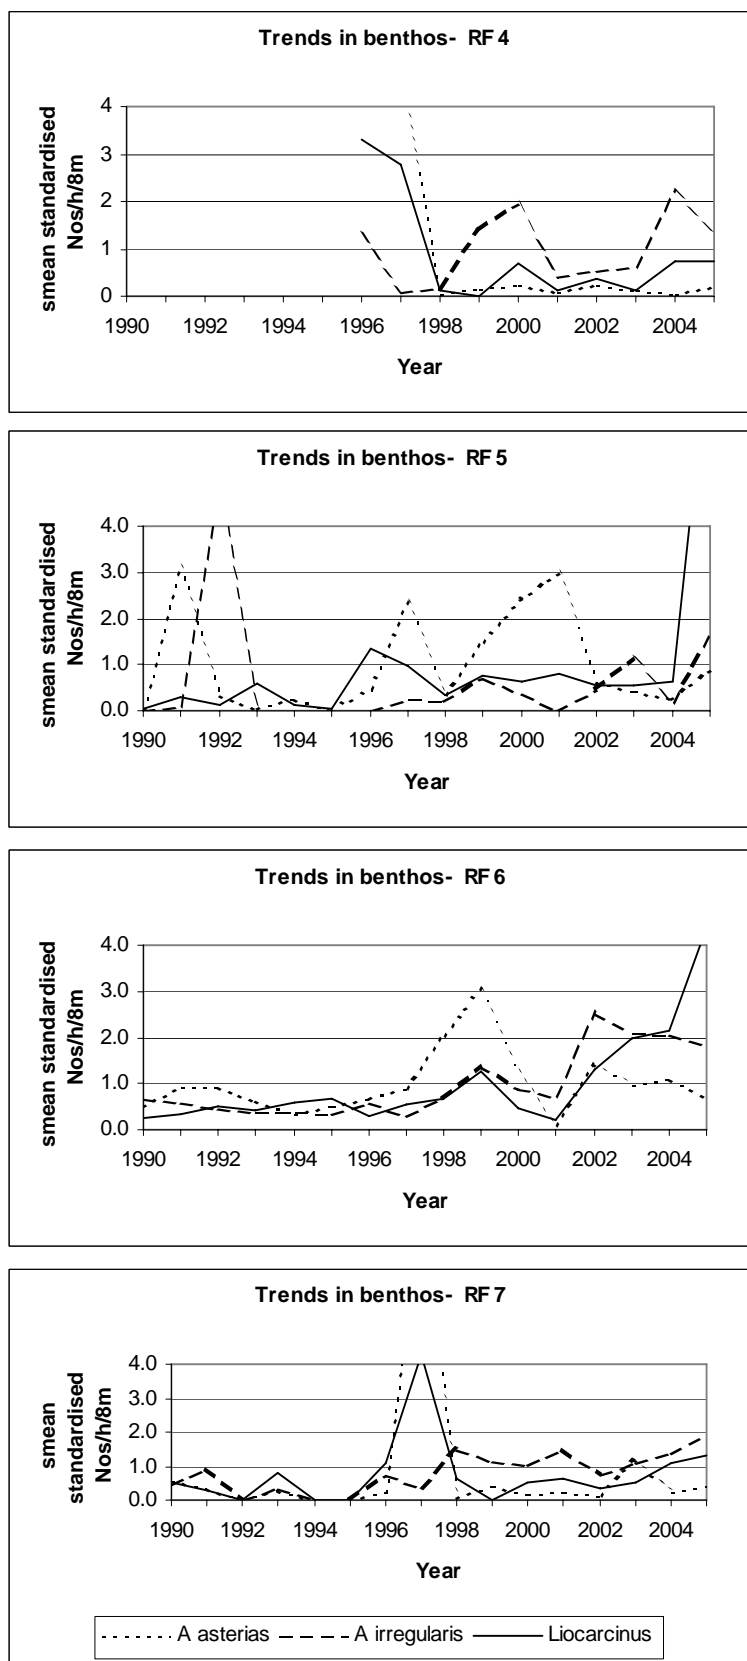 Trends in benthos- RF 4
smean standardised
Nos/h/8m
4
3
2
1
0
1990 1992 1994 1996 1998 2000 2002 2004
Year
Trends in benthos- RF 5
smean standardised
Nos/h/8m
4.0
3.0
2.0
1.0
0.0
1990 1992 1994 1996 1998 2000 2002 2004
Year
Trends in benthos- RF 6
smean standardised
Nos/h/8m
4.0
3.0
2.0
1.0
0.0
1990 1992 1994 1996 1998 2000 2002 2004
Year
Trends in benthos- RF 7
smean
standardised
Nos/h/8m
4.0
3.0
2.0
1.0
0.0
1990 1992 1994 1996 1998 2000 2002 2004
Year
A asterias A irregularis Liocarcinus